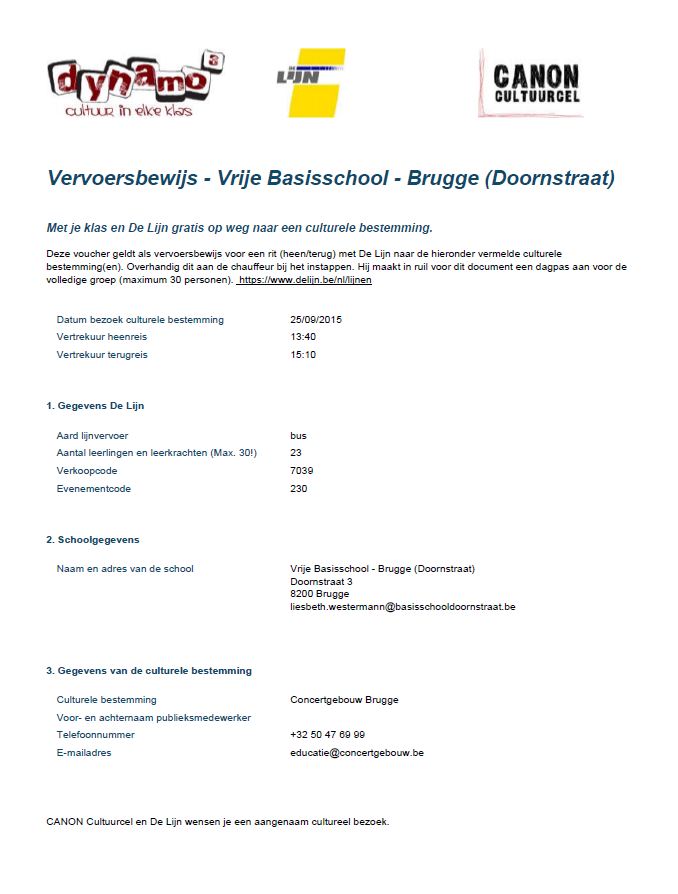 dynamo3
cultuur in elke klas
DE LIJN
CANON
CULTUURCEL
Vervoersbewijs - Vrije Basisschool - Brugge (Doornstraat)
Met je klas en De Lijn gratis op weg naar een culturele bestemming.
Deze voucher geldt als vervoersbewijs voor een rit (heen/terug) met De Lijn naar de hieronder vermelde culturele
bestemming(en). Overhandig dit aan de chauffeur bij het instappen. Hij maakt in ruil voor dit document een dagpas aan voor de
volledige groep (maximum 30 personen). https://www.delijn.be/nl/lijnen
Datum bezoek culturele bestemming 25/09/2015
Vertrekuur heenreis 13:40
Vertrekuur terugreis 15:10
1. Gegevens De Lijn
Aard lijnvervoer bus
Aantal leerlingen en leerkrachten (Max. 30!) 23
Verkoopcode 7039
Evenementcode 230
2. Schoolgegevens
Naam en adres van de school Vrije Basisschool - Brugge (Doornstraat)
Doornstraat 3
8200 Brugge
liesbeth.westermann@basisschooldoornstraat.be
3. Gegevens van de culturele bestemming
Culturele bestemming Concertgebouw Brugge
Voor- en achternaam publieksmedewerker
Telefoonnummer +32 50 47 69 99
E-mailadres educatie@concertgebouw.be
CANON Cultuurcel en De Lijn wensen je een aangenaam cultureel bezoek.